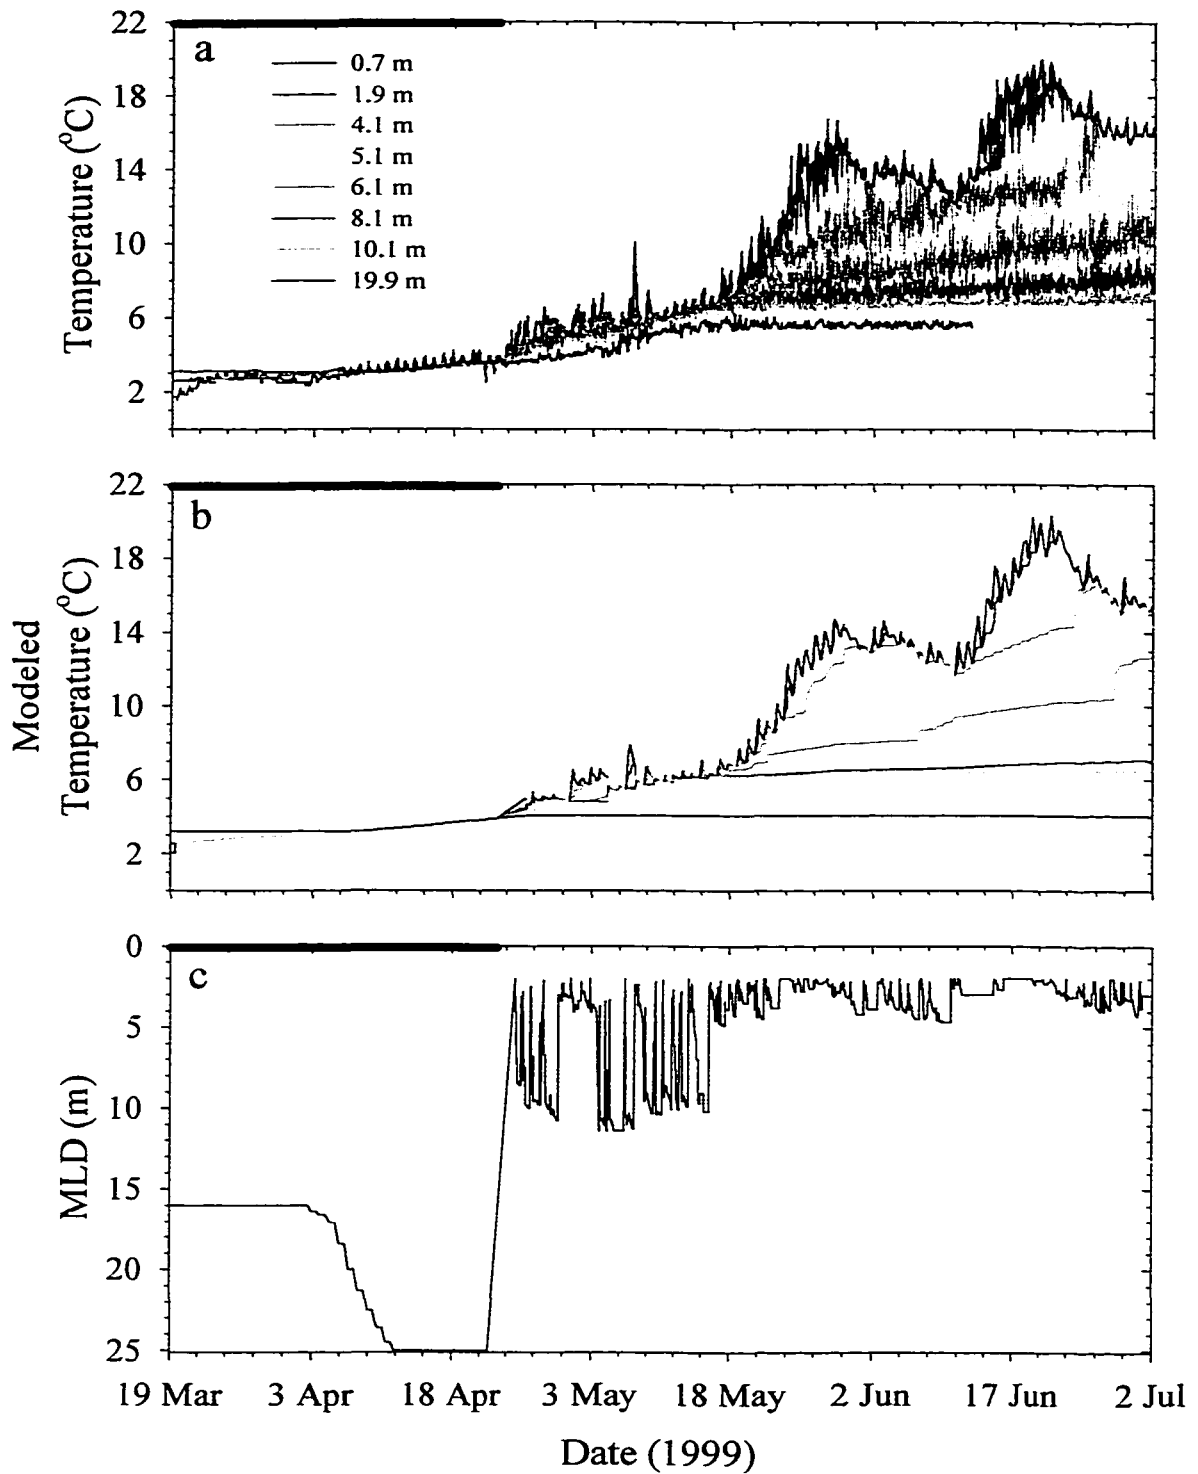 22
a
0.7 m
1.9 m
4.1 m
5.1 m
6.1 m
8.1 m
10.1 m
19.9 m
18
14
10
6
2
Temperature (°C)
22
b
18
14
10
6
2
Modeled
Temperature (°C)
0
c
5
10
15
20
25
MLD (m)
19 Mar 3 Apr 18 Apr 3 May 18 May 2 Jun 17 Jun 2 Jul
Date (1999)